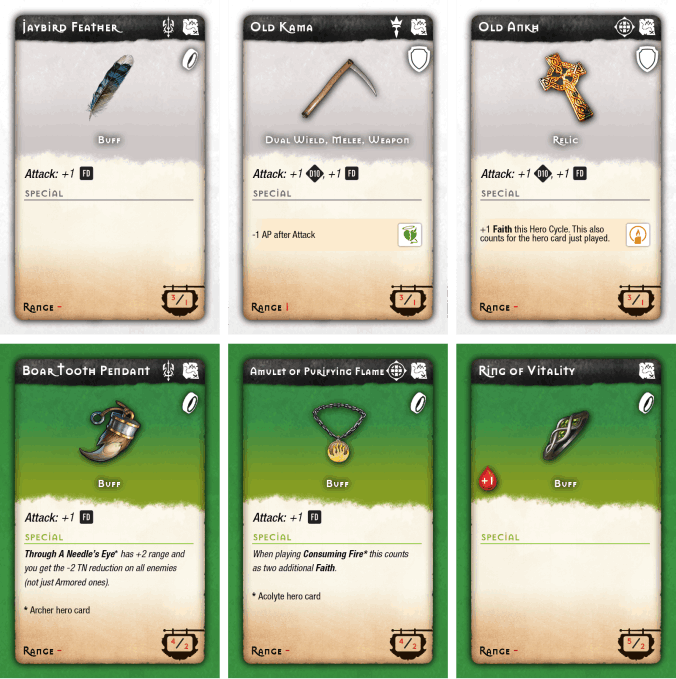 Jaybird Feather
Buff
Attack: +1 FD
Special
Range -
3/1
Old Kama
Dual Wield, Melee, Weapon
Attack: +1 D10, +1 FD
Special
-1 AP after Attack
Range 1
3/1
Old Ankh
Relic
Attack: +1 D10, +1 FD
Special
+1 Faith this Hero Cycle. This also
counts for the hero card just played.
Range -
3/1
Boar Tooth Pendant
Buff
Attack: +1 FD
Special
Through A Needle's Eye* has +2 range and
you get the -2 TN reduction on all enemies
(not just Armored ones).
* Archer hero card
Range -
4/2
Amulet of Purifying Flame
Buff
Attack: +1 FD
Special
When playing Consuming Fire* this counts
as two additional Faith.
* Acolyte hero card
Range -
4/2
Ring of Vitality
+1
Buff
Special
Range -
5/2